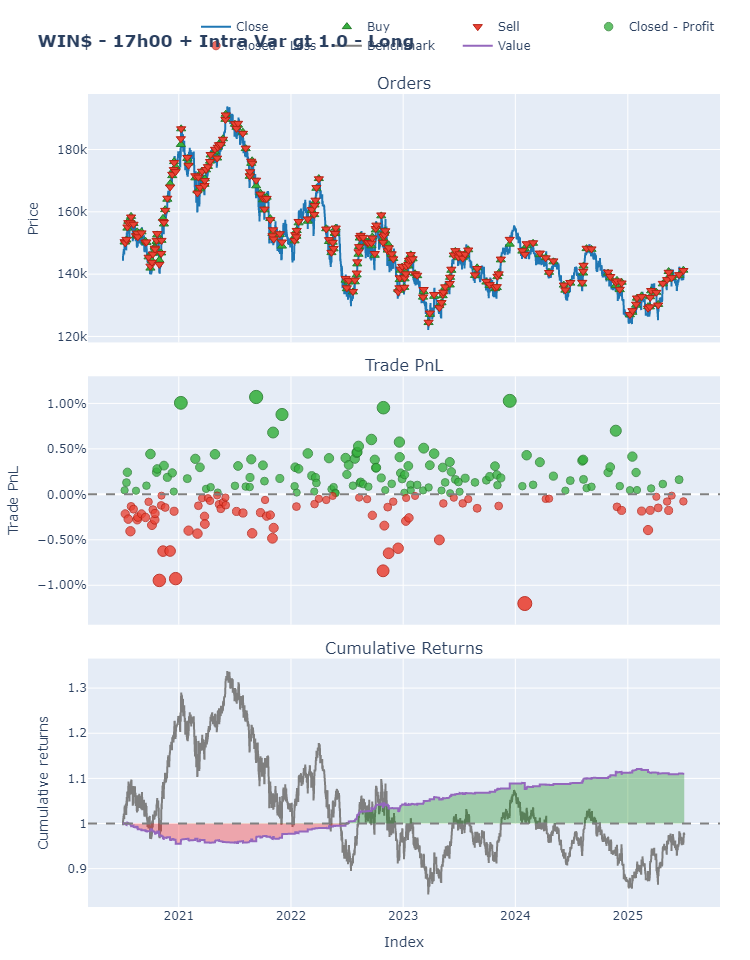 Close
Buy
Sell
Closed - Profit
WIN$ - 17h00 + Intra Var gt 1.0 - Long
Closed - Loss
Benchmark
Value
Orders
180k
160k
140k
120k
Price
Trade PnL
1.00%
0.50%
0.00%
−0.50%
−1.00%
Trade PnL
Cumulative Returns
1.3
1.2
1.1
1
0.9
Cumulative returns
2021
2022
2023
2024
2025
Index